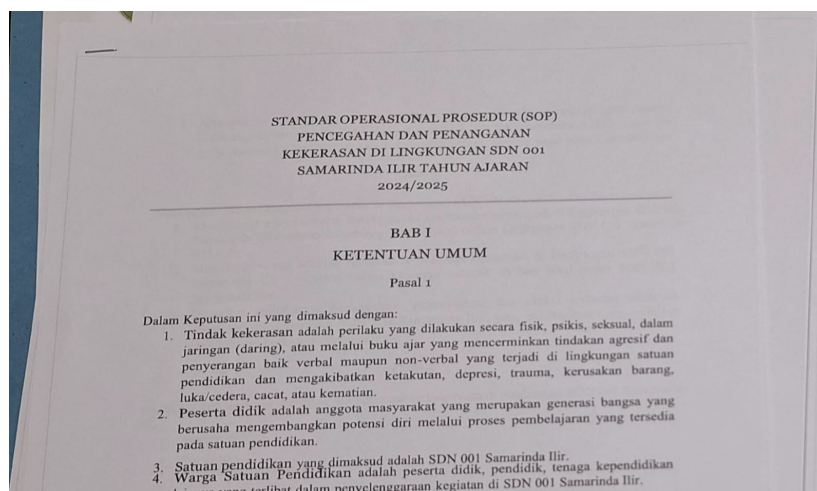 STANDAR OPERASIONAL PROSEDUR (SOP)
PENCEGAHAN DAN PENANGANAN
KEKERASAN DI LINGKUNGAN SDN 001
SAMARINDA ILIR TAHUN AJARAN
2024/2025
BAB I
KETENTUAN UMUM
Pasal 1
Dalam Keputusan ini yang dimaksud dengan:
1. Tindak kekerasan adalah perilaku yang dilakukan secara fisik, psikis, seksual, dalam
jaringan (daring), atau melalui buku ajar yang mencerminkan tindakan agresif dan
penyerangan baik verbal maupun non-verbal yang terjadi di lingkungan satuan
pendidikan dan mengakibatkan ketakutan, depresi, trauma, kerusakan barang,
luka/cedera, cacat, atau kematian.
2. Peserta didik adalah anggota masyarakat yang merupakan generasi bangsa yang
berusaha mengembangkan potensi diri melalui proses pembelajaran yang tersedia
pada satuan pendidikan.
3. Satuan pendidikan yang dimaksud adalah SDN 001 Samarinda Ilir.
4. Warga Satuan Pendidikan adalah peserta didik, pendidik, tenaga kependidikan
yang terlibat dalam penyelenggaraan kegiatan di SDN 001 Samarinda Ilir.